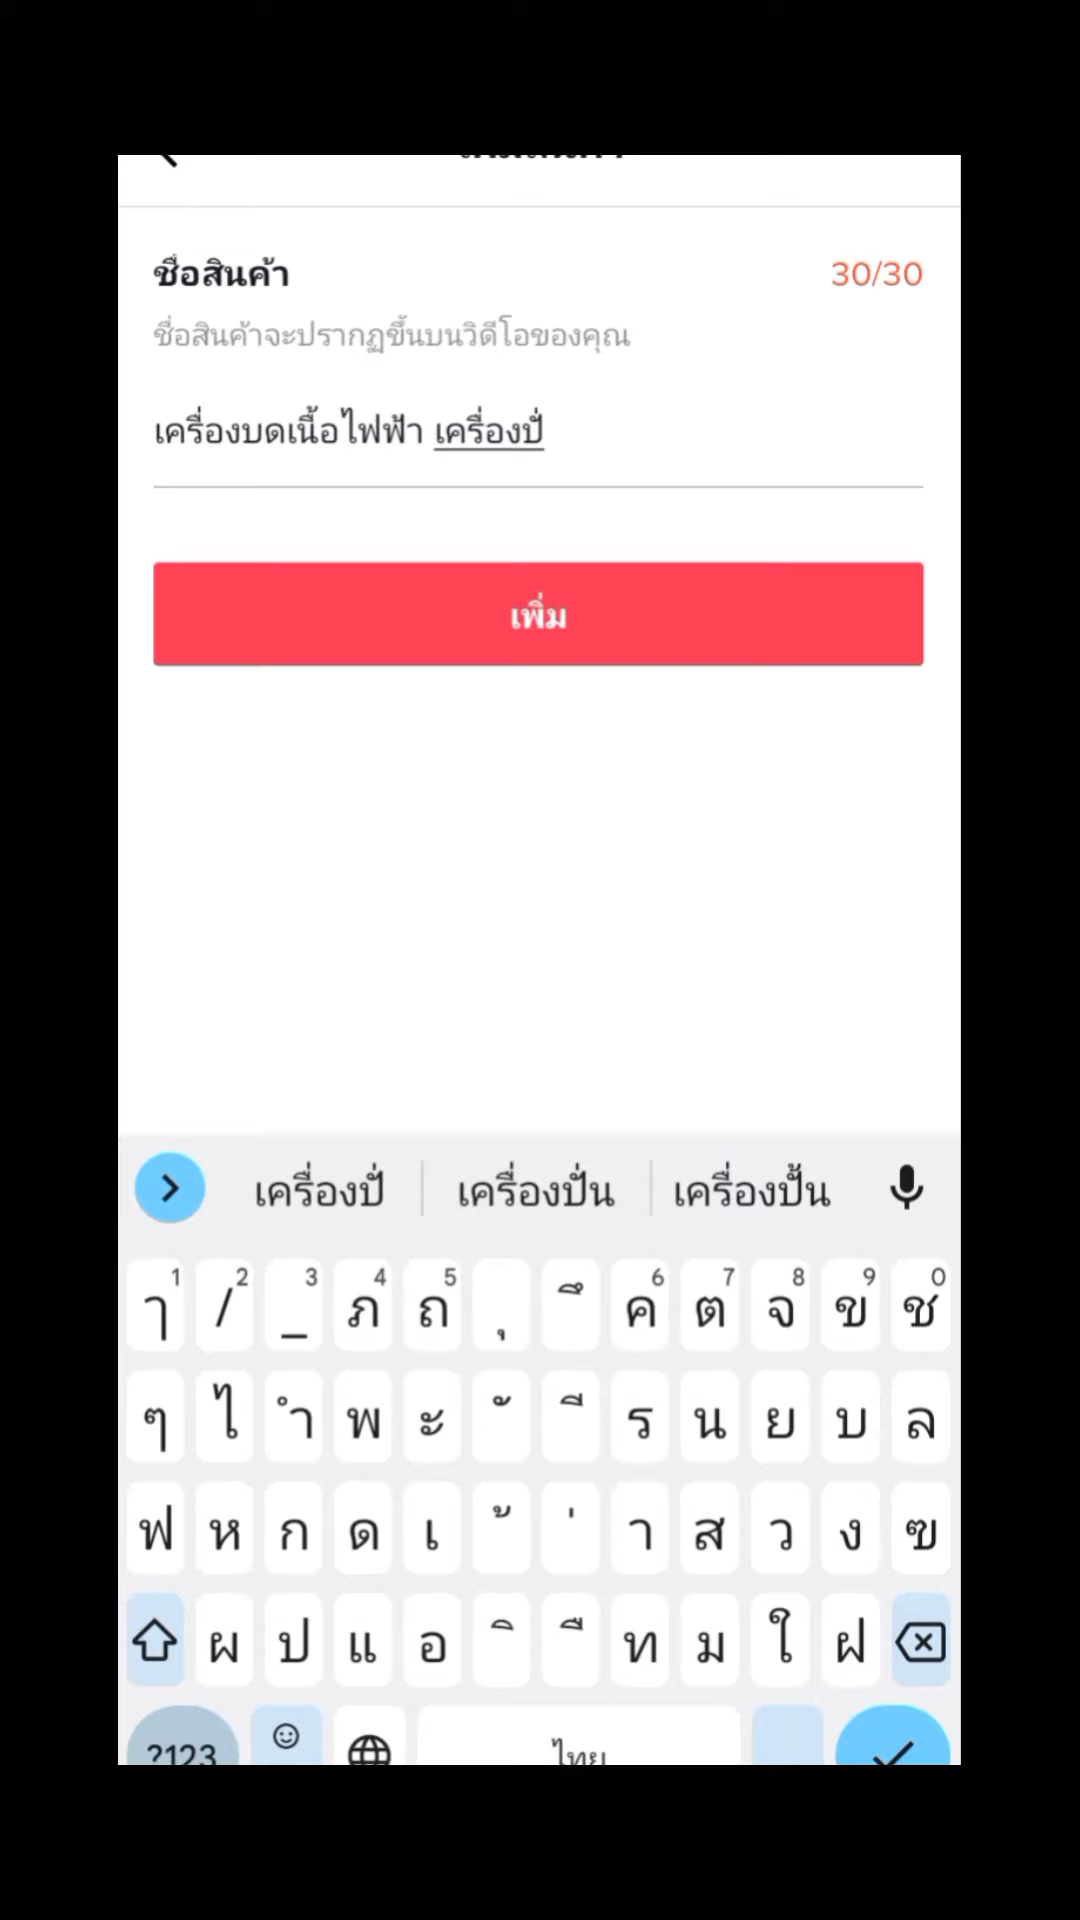 ชื่อสินค้า 30/30
ชื่อสินค้าจะปรากฏขึ้นบนวิดีโอของคุณ
เครื่องบดเนื้อไฟฟ้า เครื่องปั่
เพิ่ม
เครื่องปั่ เครื่องปั่น เครื่องปั้น
ๅ 1 / 2 _ 3 ภ 4 ถ 5 ุ ึ ค 6 ต 7 จ 8 ข 9 ช 0
ๆ ไ ำ พ ะ ั ี ร น ย บ ล
ฟ ห ก ด เ ้ ่ า ส ว ง ฃ
ผ ป แ อ ิ ื ท ม ใ ฝ
?123 ไทย